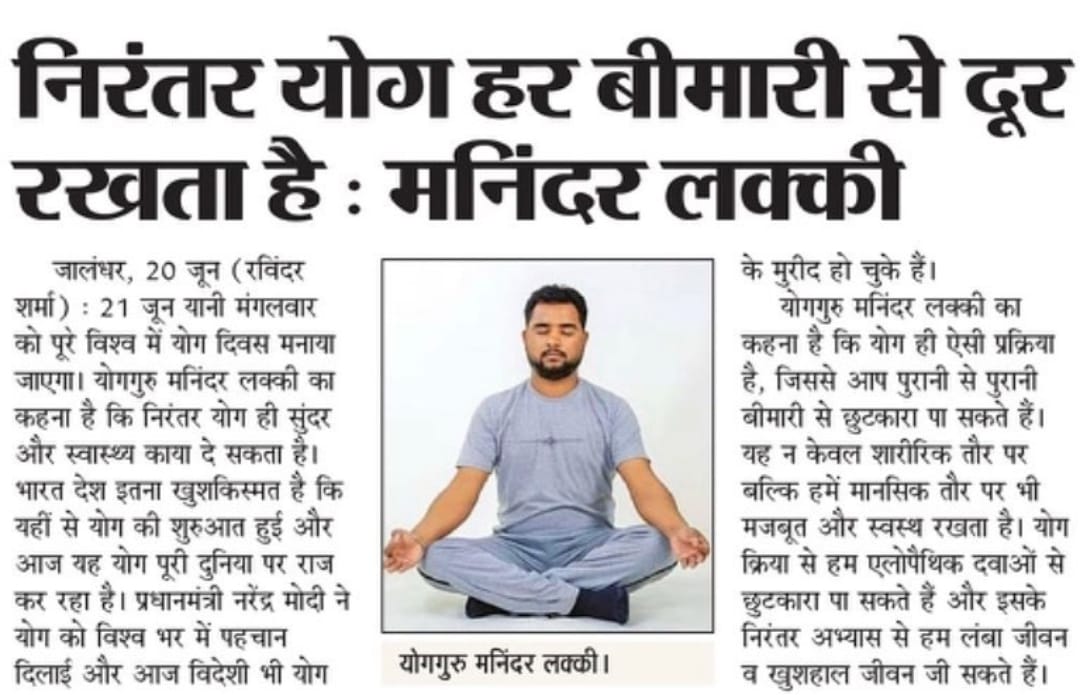 निरंतर योग हर बीमारी से दूर
रखता है : मनिंदर लक्की
जालंधर, 20 जून (रविंदर
शर्मा) : 21 जून यानी मंगलवार
को पूरे विश्व में योग दिवस मनाया
जाएगा। योगगुरु मनिंदर लक्की का
कहना है कि निरंतर योग ही सुंदर
और स्वास्थ्य काया दे सकता है।
भारत देश इतना खुशकिस्मत है कि
यहीं से योग की शुरुआत हुई और
आज यह योग पूरी दुनिया पर राज
कर रहा है। प्रधानमंत्री नरेंद्र मोदी ने
योग को विश्व भर में पहचान
दिलाई और आज विदेशी भी योग
योगगुरु मनिंदर लक्की।
के मुरीद हो चुके हैं।
योगगुरु मनिंदर लक्की का
कहना है कि योग ही ऐसी प्रक्रिया
है, जिससे आप पुरानी से पुरानी
बीमारी से छुटकारा पा सकते हैं।
यह न केवल शारीरिक तौर पर
बल्कि हमें मानसिक तौर पर भी
मजबूत और स्वस्थ रखता है। योग
क्रिया से हम एलोपैथिक दवाओं से
छुटकारा पा सकते हैं और इसके
निरंतर अभ्यास से हम लंबा जीवन
व खुशहाल जीवन जी सकते हैं।